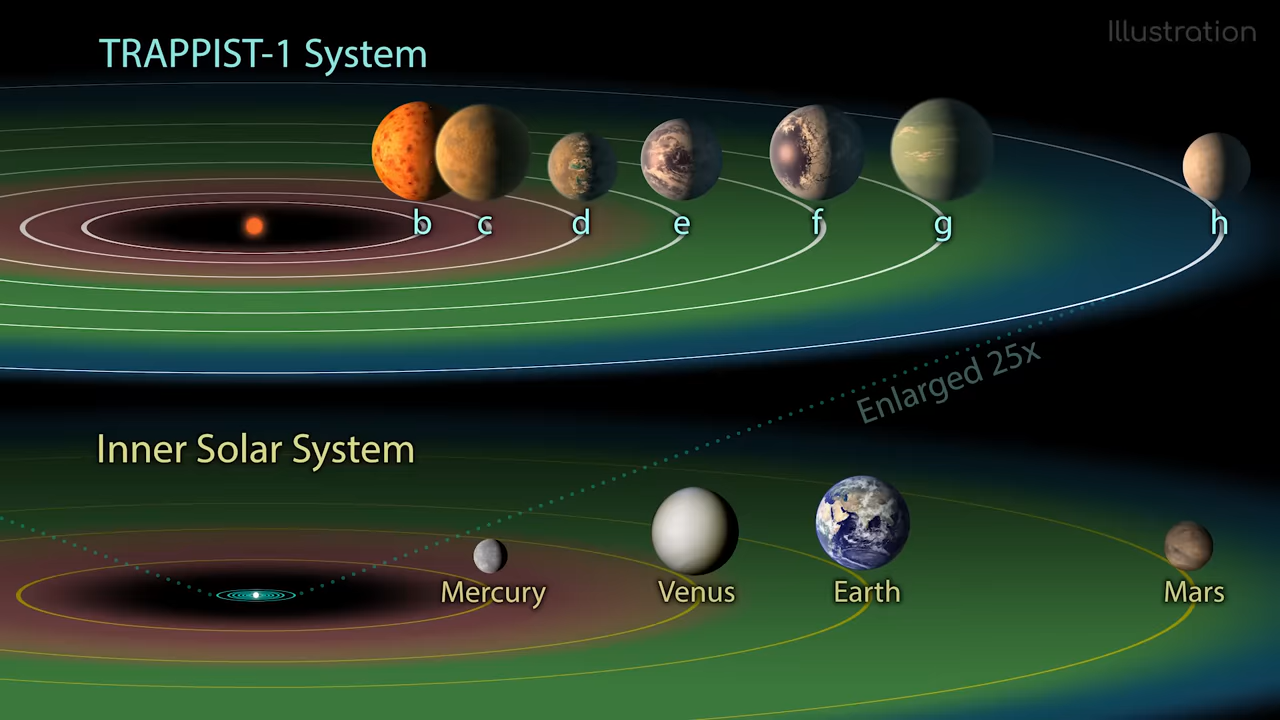 Illustration
TRAPPIST-1 System
b
c
d
e
f
g
h
Enlarged 25x
Inner Solar System
Mercury
Venus
Earth
Mars